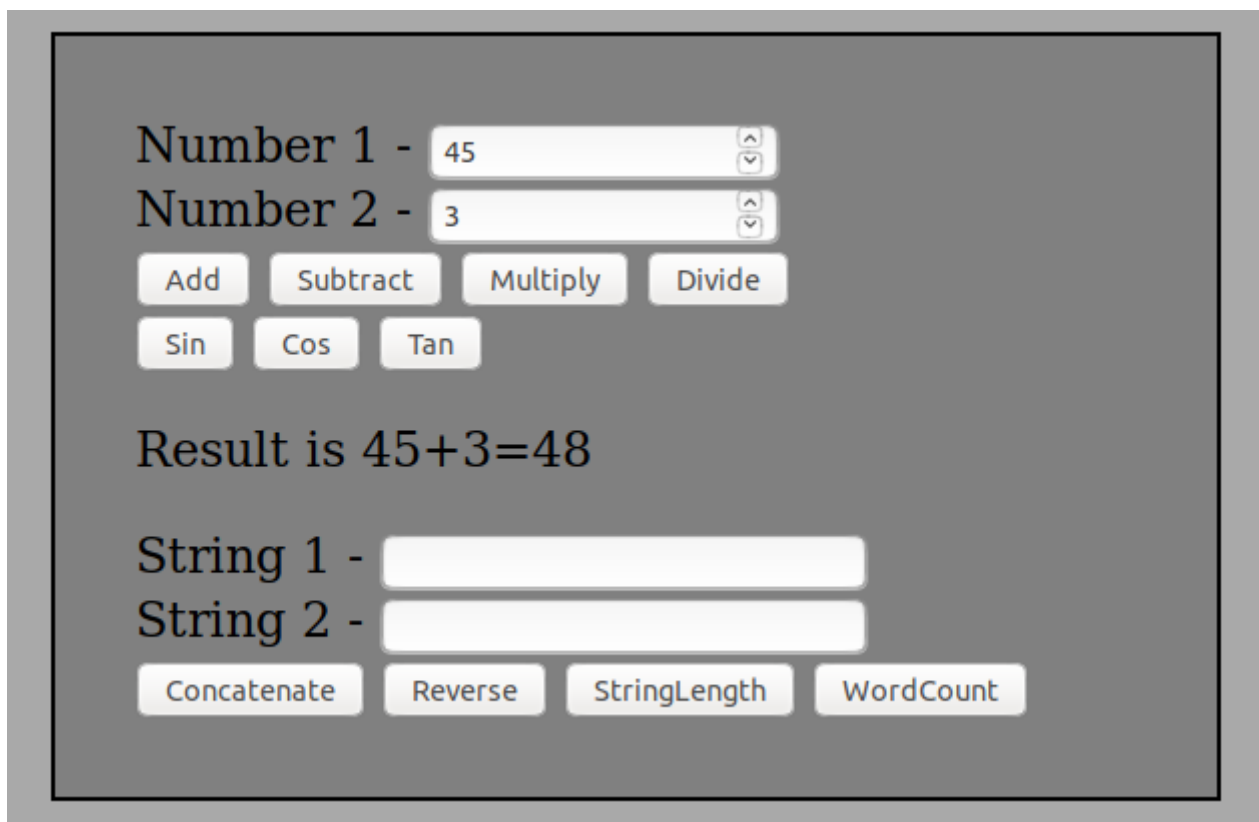 Number 1 - 45
Number 2 - 3
Add Subtract Multiply Divide
Sin Cos Tan
Result is 45+3=48
String 1 -
String 2 -
Concatenate Reverse StringLength WordCount